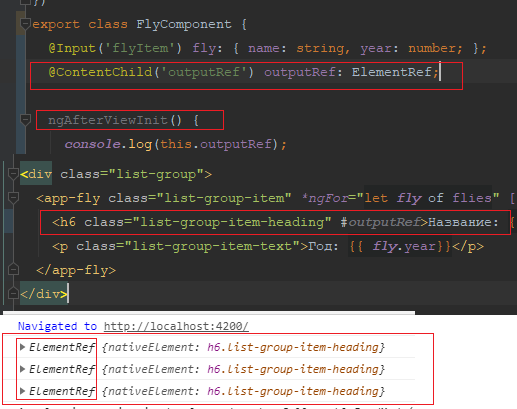 })
export class FlyComponent {
@Input('flyItem') fly: { name: string, year: number; };
@ContentChild('outputRef') outputRef: ElementRef;
ngAfterViewInit() {
console.log(this.outputRef);
<div class="list-group">
<app-fly class="list-group-item" *ngFor="let fly of flies" [
<h6 class="list-group-item-heading" #outputRef>Название: {
<p class="list-group-item-text">Год: {{ fly.year}}</p>
</app-fly>
</div>
Navigated to http://localhost:4200/
▶ ElementRef {nativeElement: h6.list-group-item-heading}
▶ ElementRef {nativeElement: h6.list-group-item-heading}
▶ ElementRef {nativeElement: h6.list-group-item-heading}